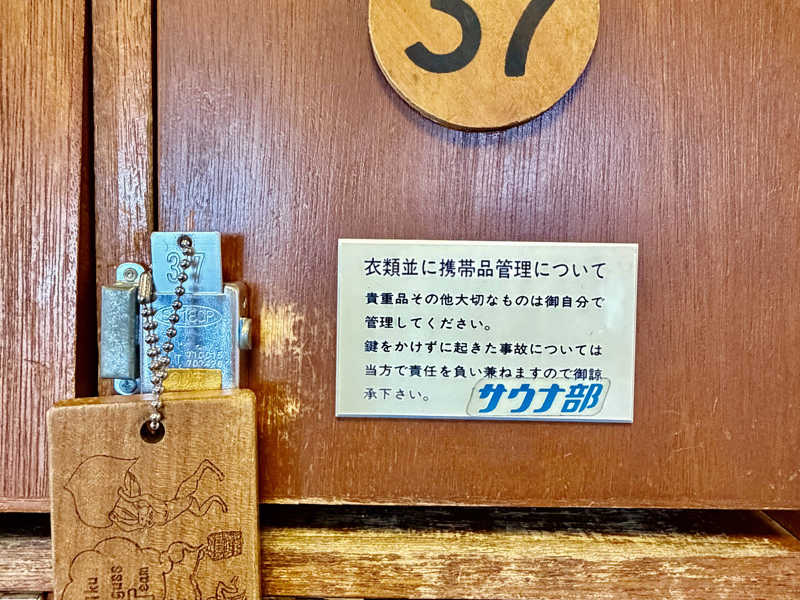 37
衣類並に携帯品管理について
貴重品その他大切なものは御自分で
管理してください。
鍵をかけずに起きた事故については
当方で責任を負い兼ねますので御諒
承下さい。
サウナ部
37